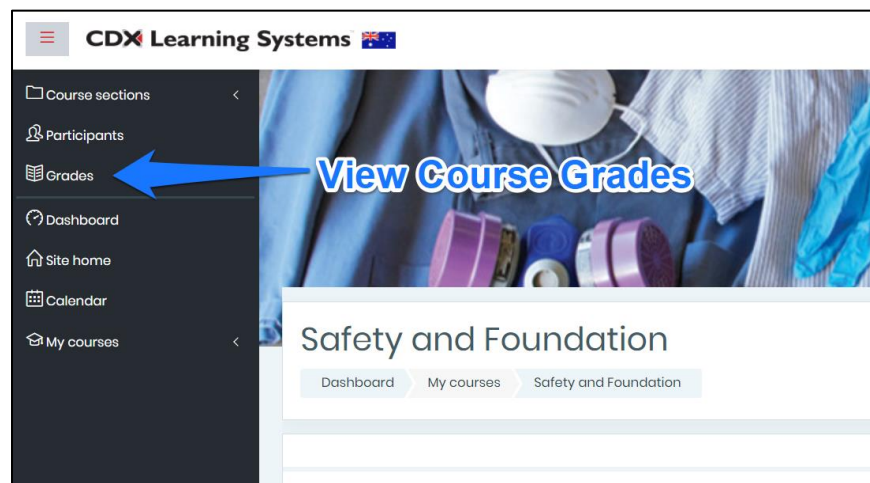 CDX Learning Systems
Course sections
Participants
Grades
View Course Grades
Dashboard
Site home
Calendar
My courses
Safety and Foundation
Dashboard My courses Safety and Foundation